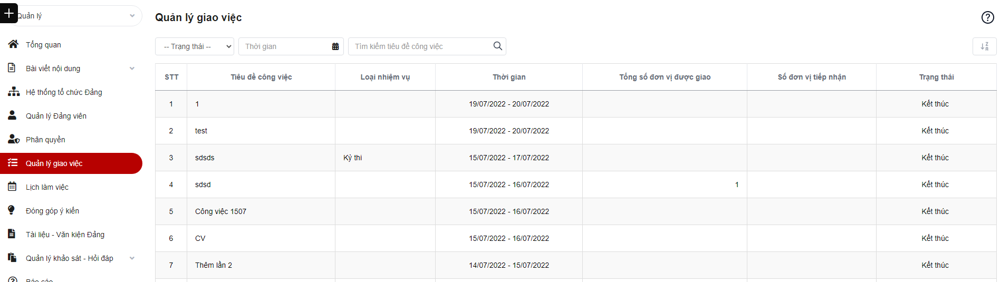 Quản lý
Tổng quan
Bài viết nội dung
Hệ thống tổ chức Đảng
Quản lý Đảng viên
Phân quyền
Quản lý giao việc
Lịch làm việc
Đóng góp ý kiến
Tài liệu - Văn kiện Đảng
Quản lý khảo sát - Hỏi đáp
Báo cáo
Quản lý giao việc
-- Trạng thái -- Thời gian Tìm kiếm tiêu đề công việc
STT Tiêu đề công việc Loại nhiệm vụ Thời gian Tổng số đơn vị được giao Số đơn vị tiếp nhận Trạng thái
1 1 19/07/2022 - 20/07/2022 Kết thúc
2 test 19/07/2022 - 20/07/2022 Kết thúc
3 sdsds Kỳ thi 15/07/2022 - 17/07/2022 Kết thúc
4 sdsd 15/07/2022 - 16/07/2022 1 Kết thúc
5 Công việc 1507 15/07/2022 - 16/07/2022 Kết thúc
6 CV 15/07/2022 - 16/07/2022 Kết thúc
7 Thêm lần 2 14/07/2022 - 15/07/2022 Kết thúc